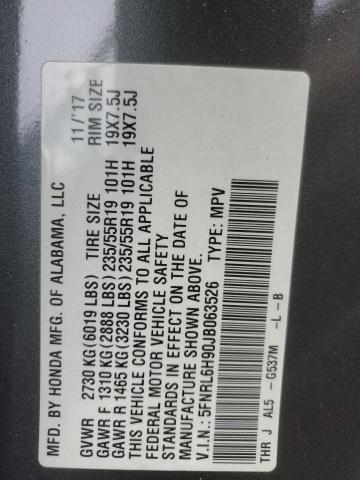 MFD. BY HONDA MFG. OF ALABAMA, LLC 11/'17
GVWR 2730 KG(6019 LBS) TIRE SIZE RIM SIZE
GAWR F 1310 KG(2888 LBS)235/55R19 101H 19X7.5J
GAWR R 1465 KG(3230 LBS)235/55R19 101H 19X7.5J
THIS VEHICLE CONFORMS TO ALL APPLICABLE
FEDERAL MOTOR VEHICLE SAFETY
STANDARDS IN EFFECT ON THE DATE OF
MANUFACTURE SHOWN ABOVE.
V.I.N.:5FNRL6H90JB063526 TYPE: MPV
THR J AL5 -G537M -L -B